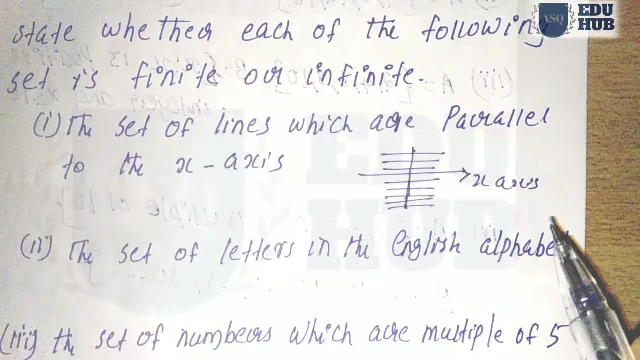 ASQ EDU HUB
state whether each of the following
set is finite or infinite.
(i) The set of lines which are Parallel
to the x - axis
x axis
(ii) The set of letters in the English alphabet
(iii) the set of numbers which are multiple of 5